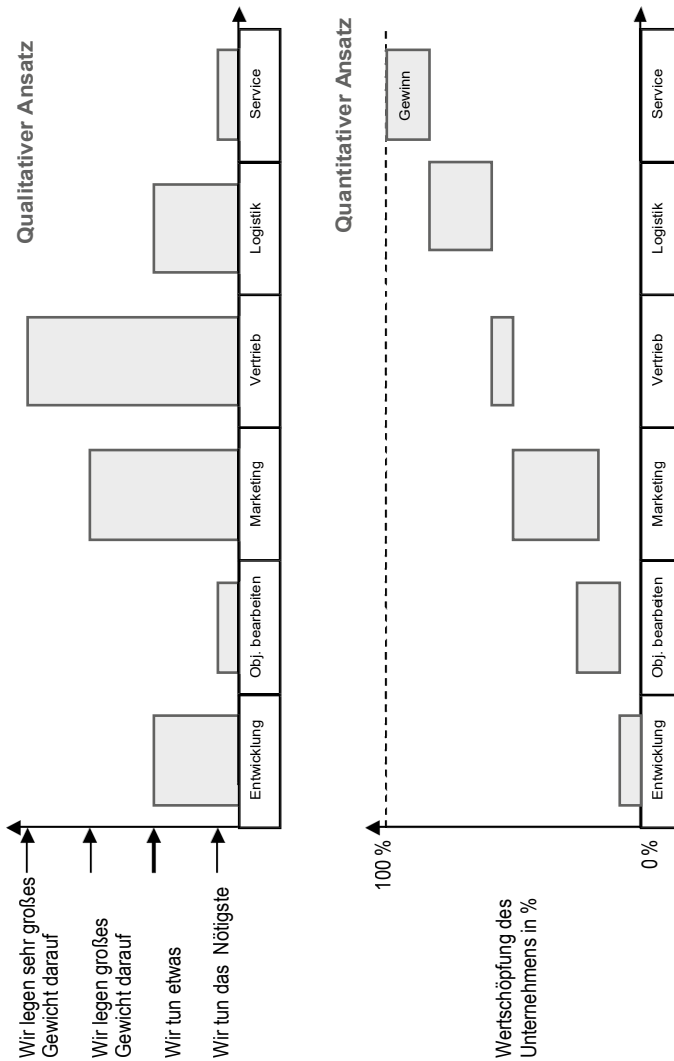 Qualitativer Ansatz
Wir legen sehr großes
Gewicht darauf
Wir legen großes
Gewicht darauf
Wir tun etwas
Wir tun das Nötigste
Entwicklung
Obj. bearbeiten
Marketing
Vertrieb
Logistik
Service
Quantitativer Ansatz
100 %
Gewinn
Wertschöpfung des
Unternehmens in %
0 %
Entwicklung
Obj. bearbeiten
Marketing
Vertrieb
Logistik
Service